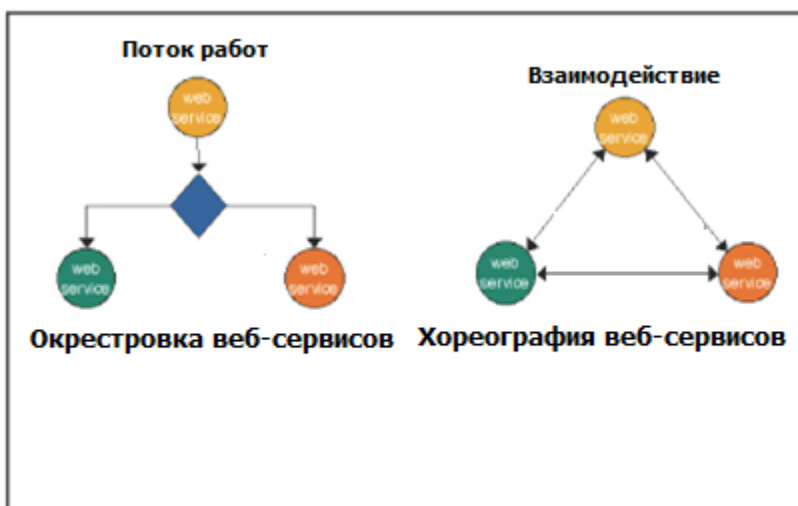 Поток работ
web
service
web
service
web
service
Окрестровка веб-сервисов
Взаимодействие
web
service
web
service
web
service
Хореография веб-сервисов